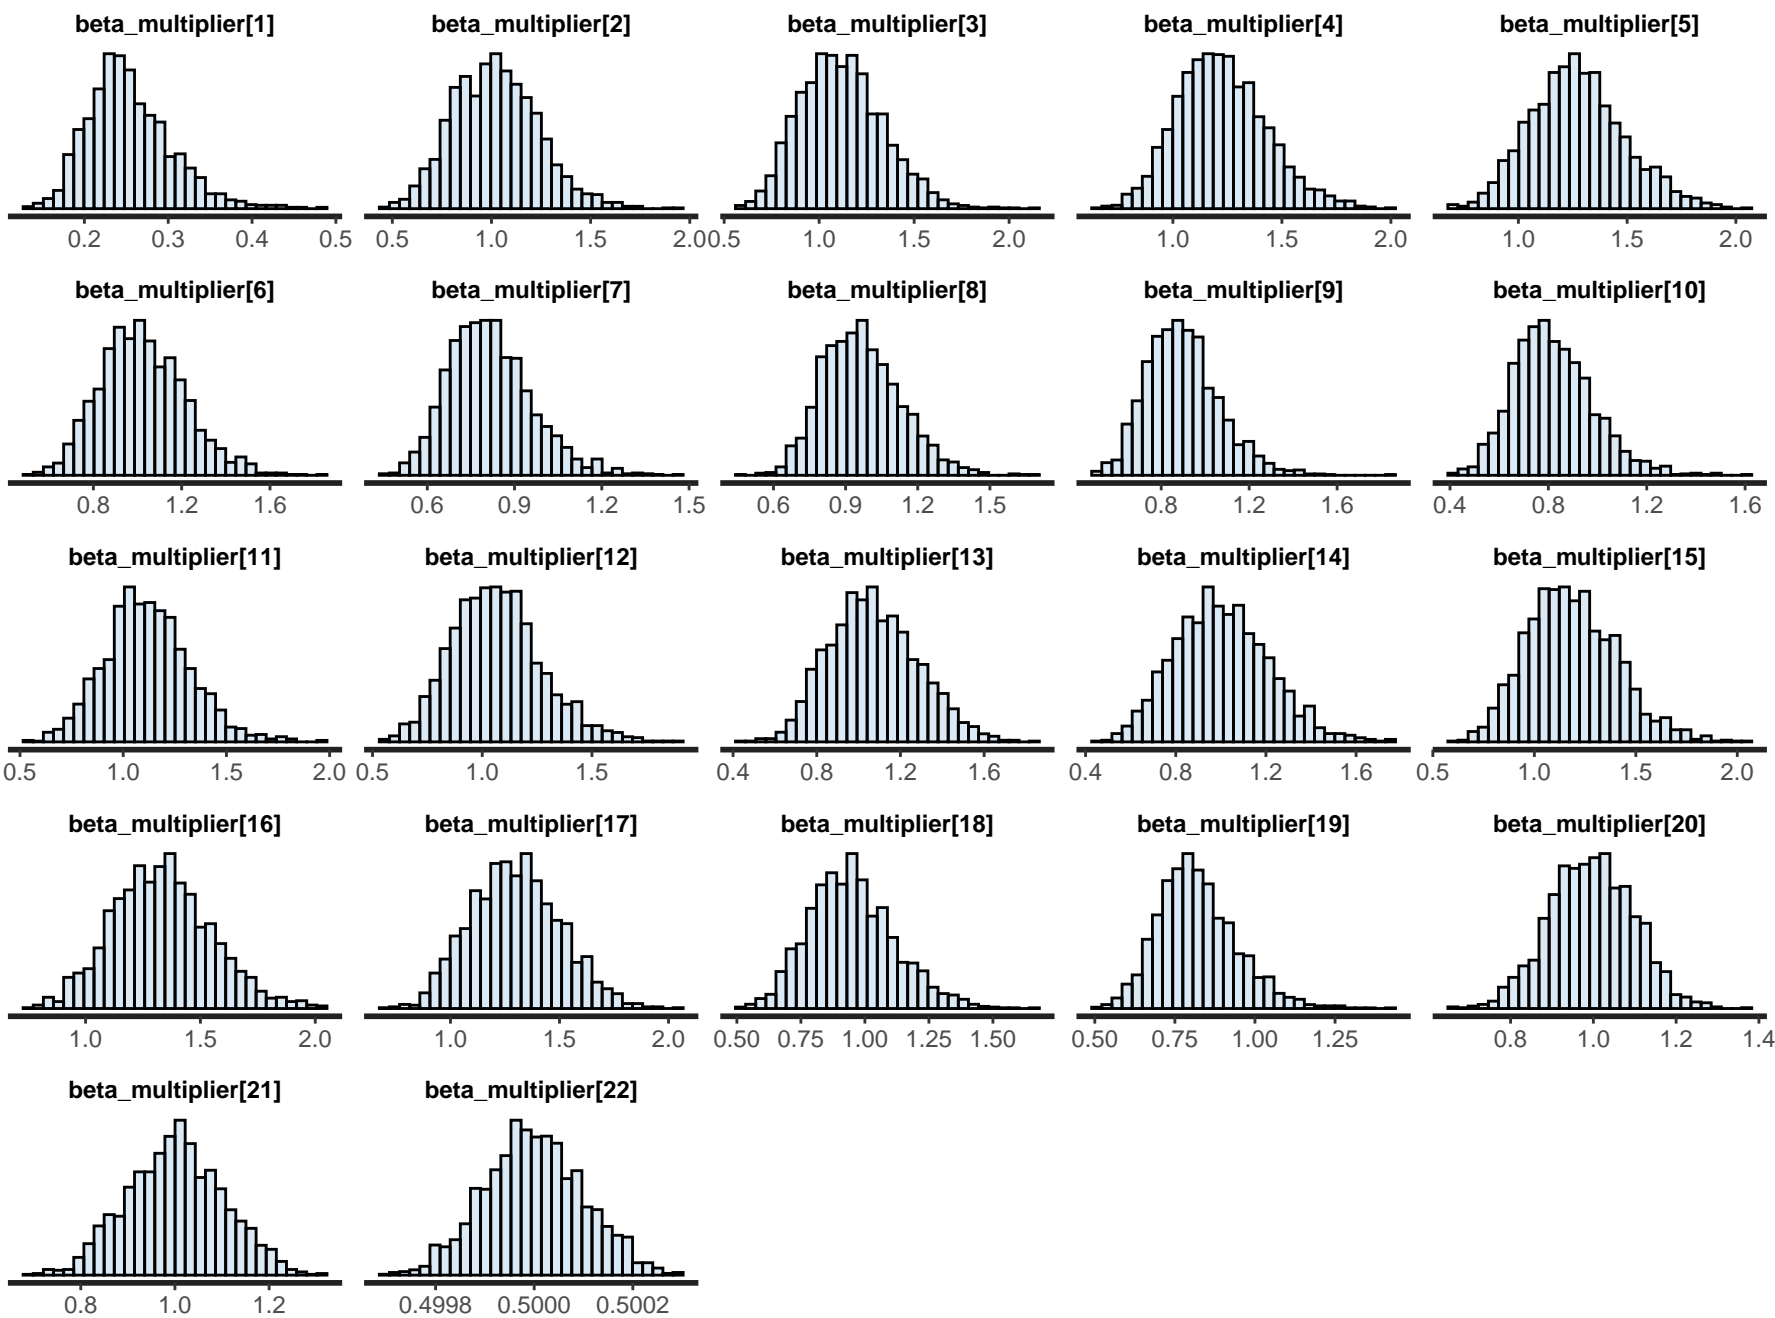 beta_multiplier[1] beta_multiplier[2] beta_multiplier[3] beta_multiplier[4] beta_multiplier[5]
0.2 0.3 0.4 0.5 0.5 1.0 1.5 2.0 0.5 1.0 1.5 2.0 1.0 1.5 2.0 1.0 1.5 2.0
beta_multiplier[6] beta_multiplier[7] beta_multiplier[8] beta_multiplier[9] beta_multiplier[10]
0.8 1.2 1.6 0.6 0.9 1.2 1.5 0.6 0.9 1.2 1.5 0.8 1.2 1.6 0.4 0.8 1.2 1.6
beta_multiplier[11] beta_multiplier[12] beta_multiplier[13] beta_multiplier[14] beta_multiplier[15]
0.5 1.0 1.5 2.0 0.5 1.0 1.5 0.4 0.8 1.2 1.6 0.4 0.8 1.2 1.6 0.5 1.0 1.5 2.0
beta_multiplier[16] beta_multiplier[17] beta_multiplier[18] beta_multiplier[19] beta_multiplier[20]
1.0 1.5 2.0 1.0 1.5 2.0 0.50 0.75 1.00 1.25 1.50 0.50 0.75 1.00 1.25 0.8 1.0 1.2 1.4
beta_multiplier[21] beta_multiplier[22]
0.8 1.0 1.2 0.4998 0.5000 0.5002